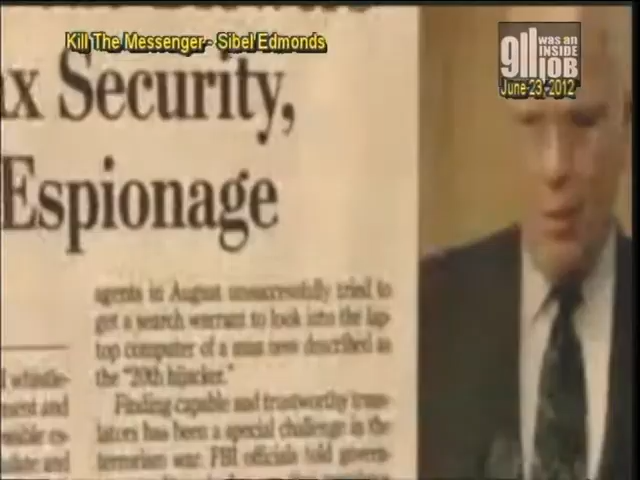 Kill The Messenger - Sibel Edmonds
911 WAS AN
INSIDE
JOB
June 23, 2012
ax Security,
Espionage
agents in August unsuccessfully tried to
get a search warrant to look into the lap-
top computer of a man now described as
the "20th hijacker."
Finding capable and trustworthy trans-
lators has been a special challenge in the
terrorism war. FBI officials told govern-
whistle-
ment and